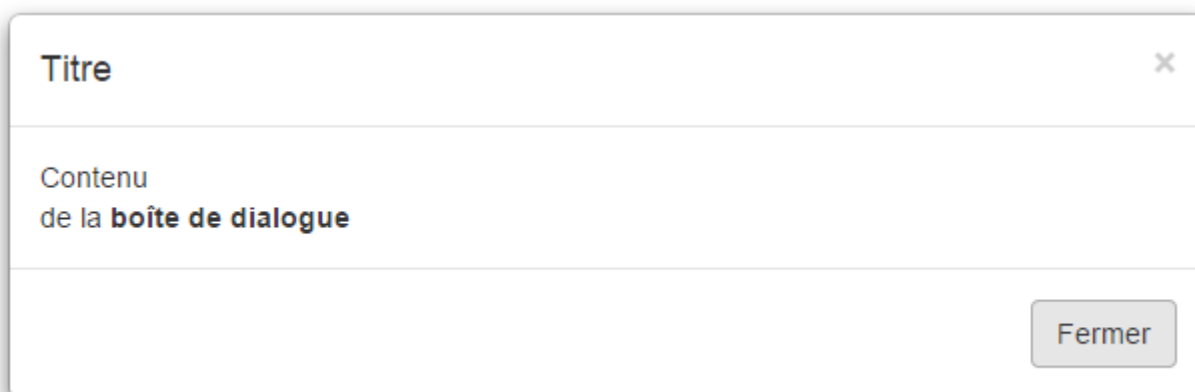 Titre ×
Contenu
de la boîte de dialogue
Fermer